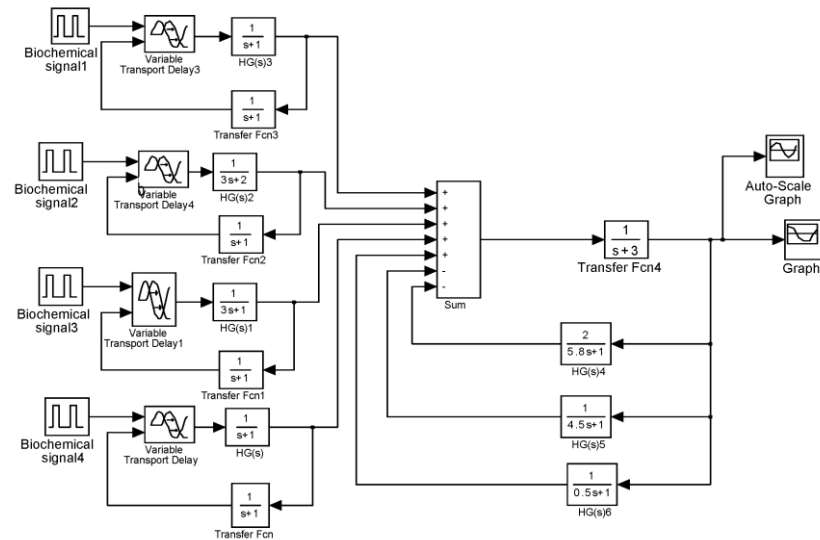 Biochemical
signal1
Variable
Transport Delay3
1
s+1
HG(s)3
1
s+1
Transfer Fcn3
Biochemical
signal2
Variable
Transport Delay4
1
3s+2
HG(s)2
1
s+1
Transfer Fcn2
Biochemical
signal3
Variable
Transport Delay1
1
3s+1
HG(s)1
1
s+1
Transfer Fcn1
Biochemical
signal4
Variable
Transport Delay
1
s+1
HG(s)
1
s+1
Transfer Fcn
+
+
+
+
+
-
-
Sum
1
s+3
Transfer Fcn4
Auto-Scale
Graph
Graph
2
5.8s+1
HG(s)4
1
4.5s+1
HG(s)5
1
0.5s+1
HG(s)6